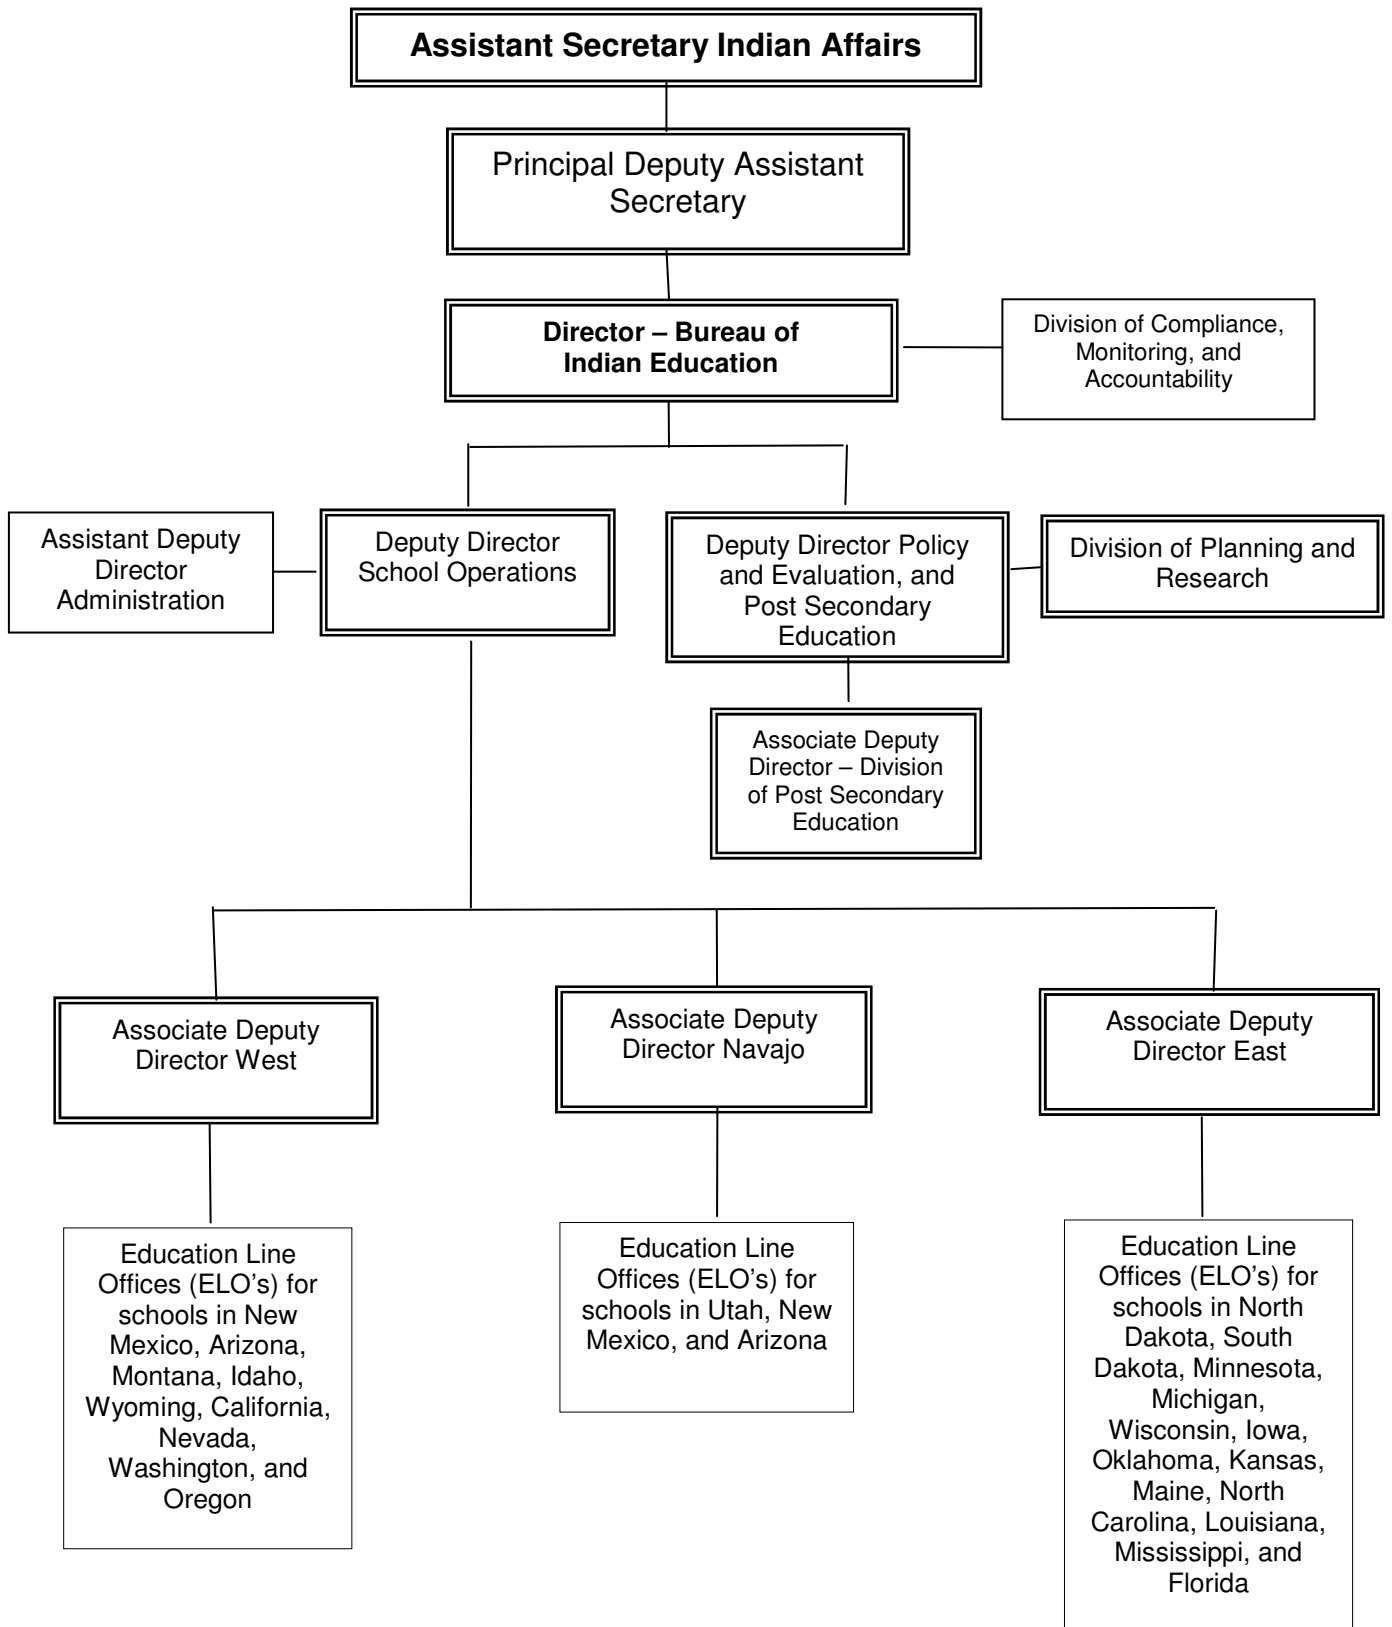 Assistant Secretary Indian Affairs
Principal Deputy Assistant
Secretary
Director – Bureau of
Indian Education
Division of Compliance,
Monitoring, and
Accountability
Assistant Deputy
Director
Administration
Deputy Director
School Operations
Deputy Director Policy
and Evaluation, and
Post Secondary
Education
Division of Planning and
Research
Associate Deputy
Director – Division
of Post Secondary
Education
Associate Deputy
Director West
Associate Deputy
Director Navajo
Associate Deputy
Director East
Education Line
Offices (ELO’s) for
schools in New
Mexico, Arizona,
Montana, Idaho,
Wyoming, California,
Nevada,
Washington, and
Oregon
Education Line
Offices (ELO’s) for
schools in Utah, New
Mexico, and Arizona
Education Line
Offices (ELO’s) for
schools in North
Dakota, South
Dakota, Minnesota,
Michigan,
Wisconsin, Iowa,
Oklahoma, Kansas,
Maine, North
Carolina, Louisiana,
Mississippi, and
Florida